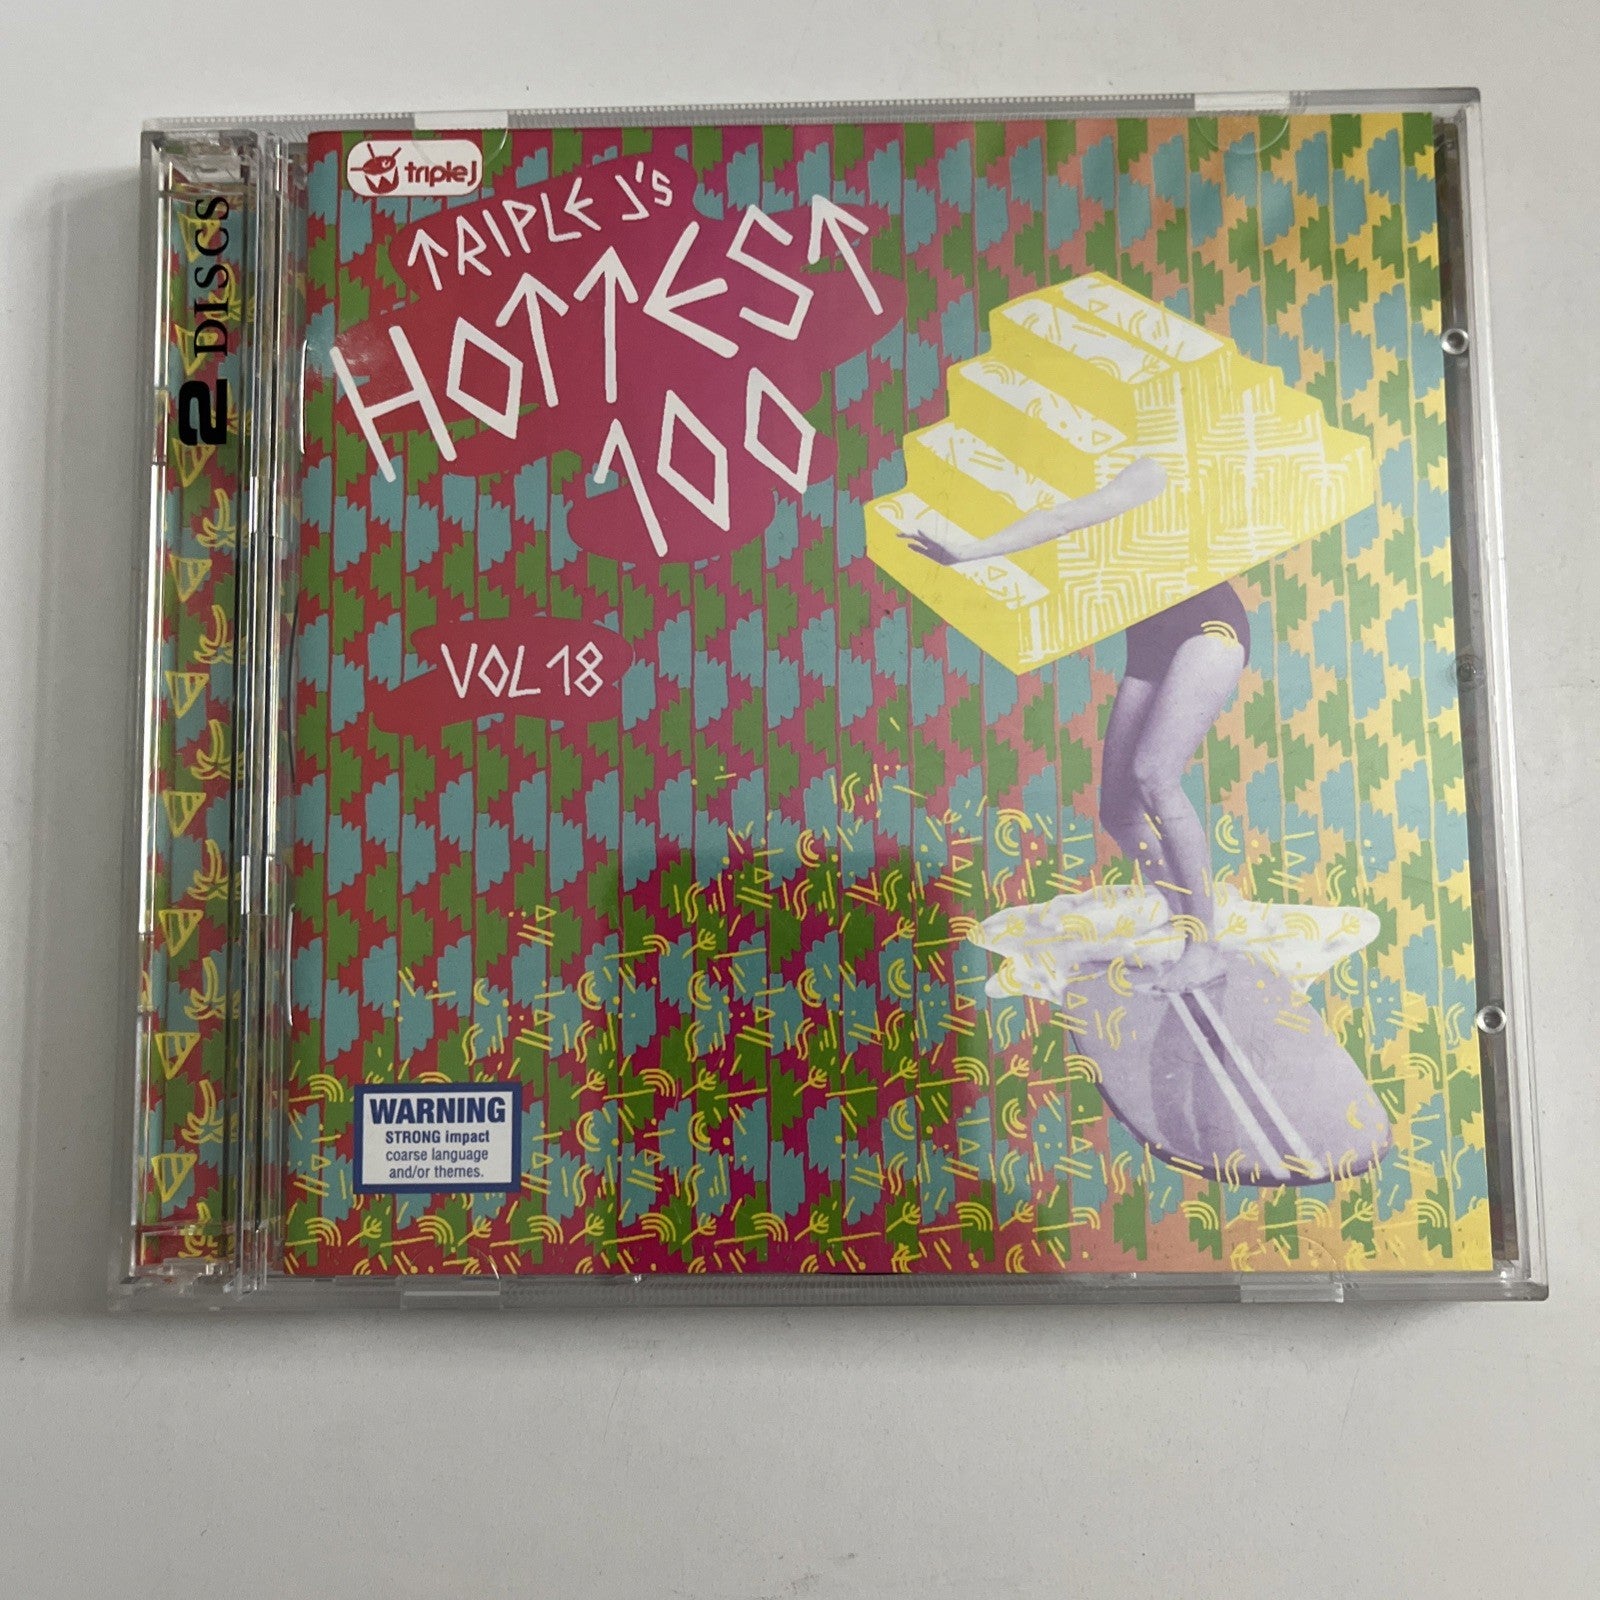 triple j
TRIPLE J'S
HOTTEST
100
VOL 18
2 DISCS
WARNING
STRONG impact
coarse language
and/or themes.